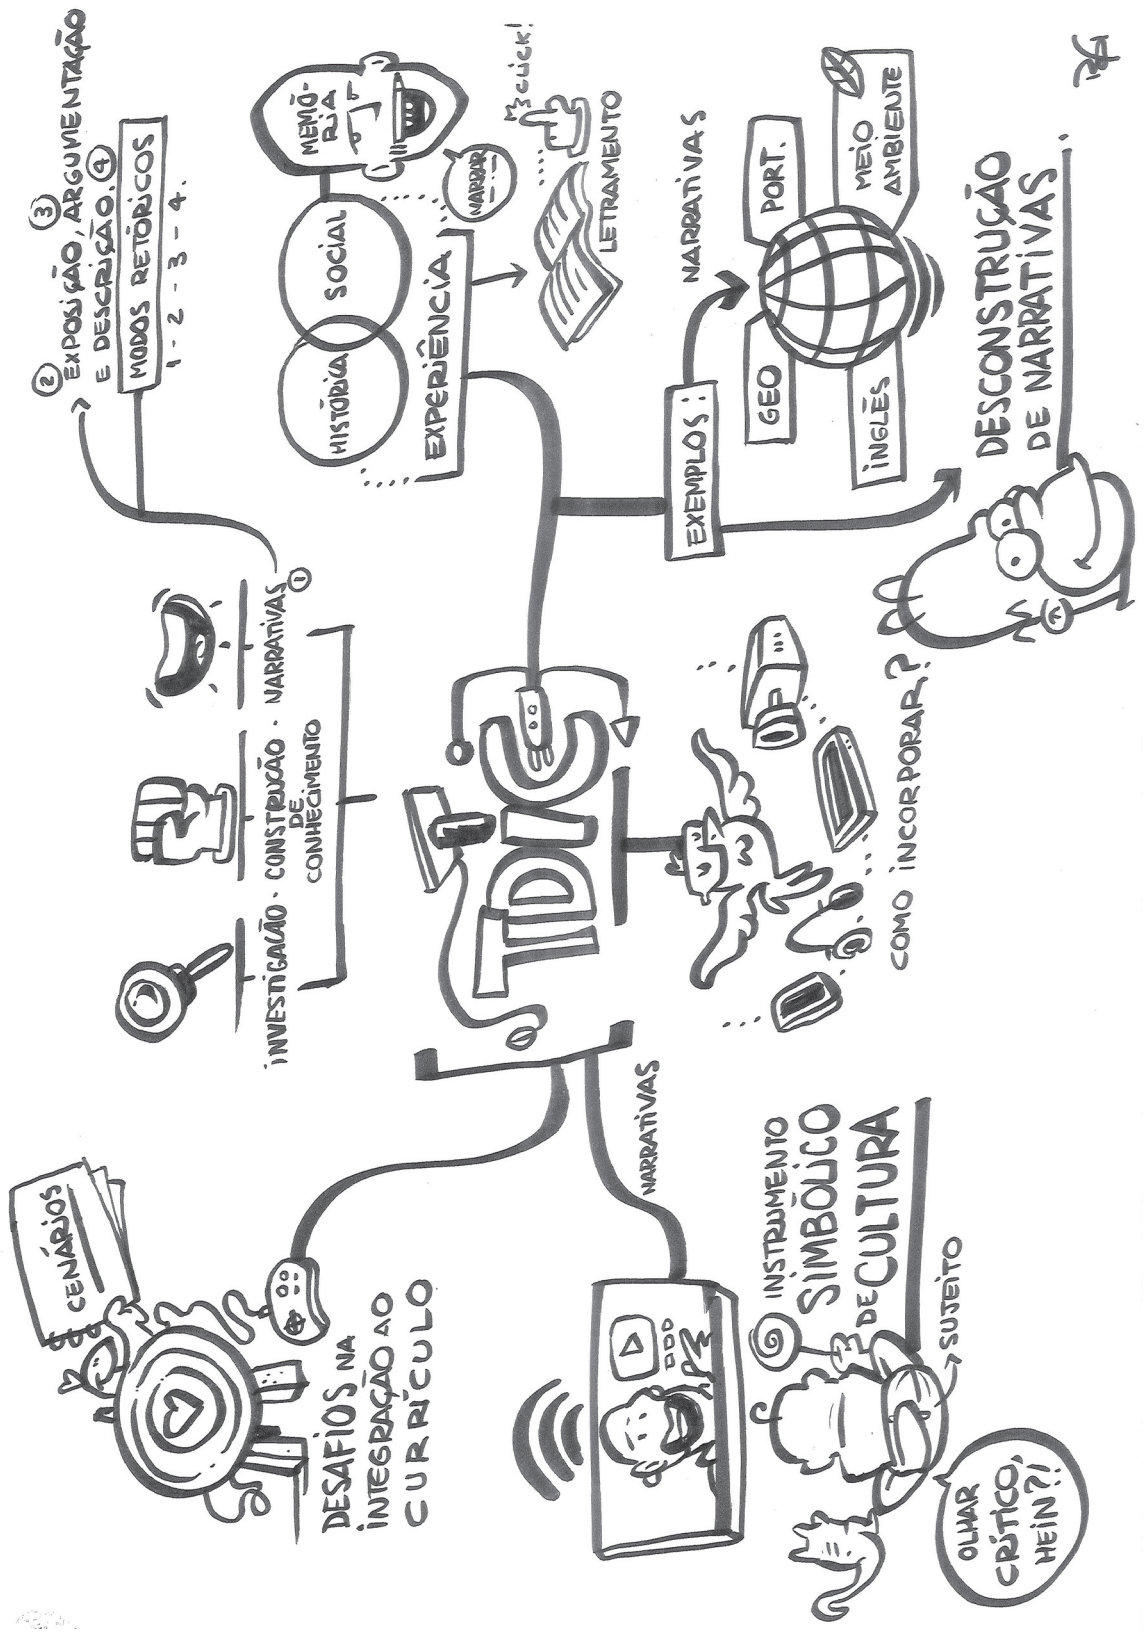 CENÁRIOS
DESAFIOS NA
INTEGRAÇÃO AO
CURRÍCULO
INVESTIGAÇÃO · CONSTRUÇÃO · NARRATIVAS
DE
CONHECIMENTO
1
2
3
EXPOSIÇÃO, ARGUMENTAÇÃO
E DESCRIÇÃO. 4
MODOS RETÓRICOS
1 - 2 - 3 - 4.
HISTÓRICA
SOCIAL
MEMÓ-
RIA
NARRAR
EXPERIÊNCIA
CLICK!
LETRAMENTO
TDIC
NARRATIVAS
EXEMPLOS:
NARRATIVAS
GEO
PORT.
INGLÊS
MEIO
AMBIENTE
COMO INCORPORAR?
INSTRUMENTO
SIMBÓLICO
DE CULTURA
SUJEITO
OLHAR
CRÍTICO,
HEIN?!
DESCONSTRUÇÃO
DE NARRATIVAS.